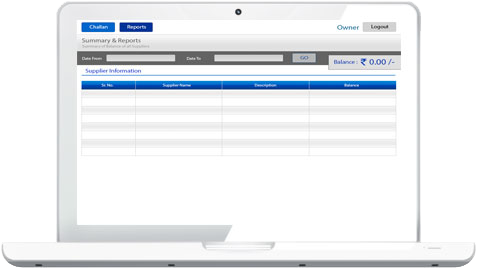 Challan Reports Owner Logout
Summary & Reports
Summary of Balance of all Suppliers
Date From Date To GO Balance : ₹ 0.00 /-
Supplier Information
Sr. No. Supplier Name Description Balance